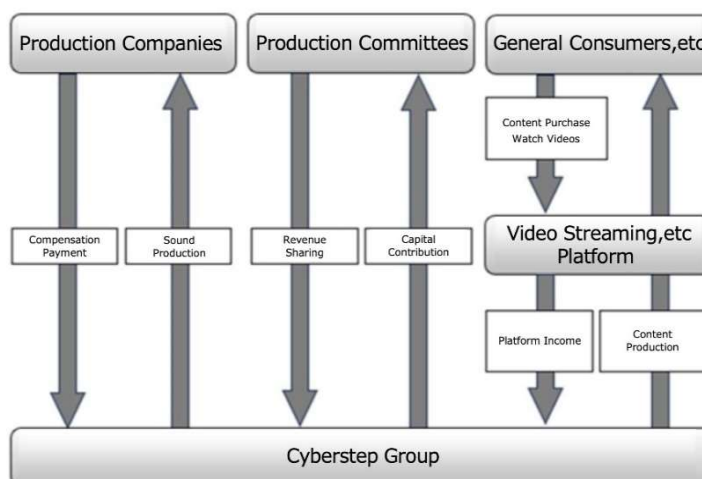 Production Companies
Production Committees
General Consumers,etc
Content Purchase
Watch Videos
Compensation
Payment
Sound
Production
Revenue
Sharing
Capital
Contribution
Video Streaming,etc
Platform
Platform Income
Content
Production
Cyberstep Group